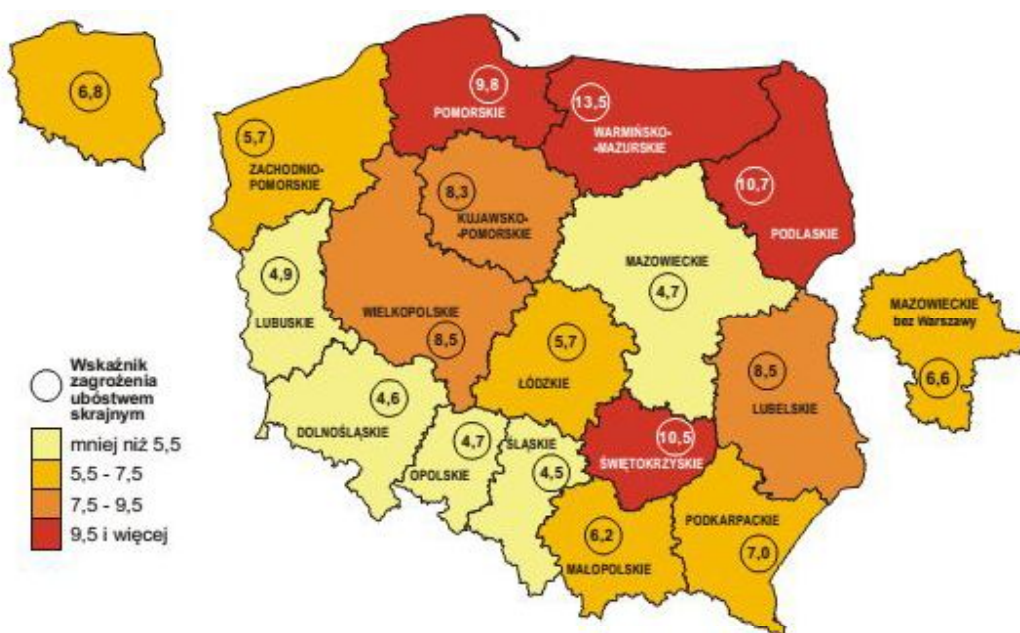 6,8
9,8
POMORSKIE
13,5
WARMIŃSKO-
-MAZURSKIE
5,7
ZACHODNIO-
POMORSKIE
8,3
KUJAWSKO-
-POMORSKIE
10,7
PODLASKIE
4,9
LUBUSKIE
WIELKOPOLSKIE
8,5
MAZOWIECKIE
4,7
MAZOWIECKIE
bez Warszawy
6,6
5,7
ŁÓDZKIE
8,5
LUBELSKIE
4,6
DOLNOŚLĄSKIE
4,7
OPOLSKIE
ŚLĄSKIE
4,5
10,5
ŚWIĘTOKRZYSKIE
6,2
MAŁOPOLSKIE
PODKARPACKIE
7,0
Wskaźnik
zagrożenia
ubóstwem
skrajnym
mniej niż 5,5
5,5 - 7,5
7,5 - 9,5
9,5 i więcej